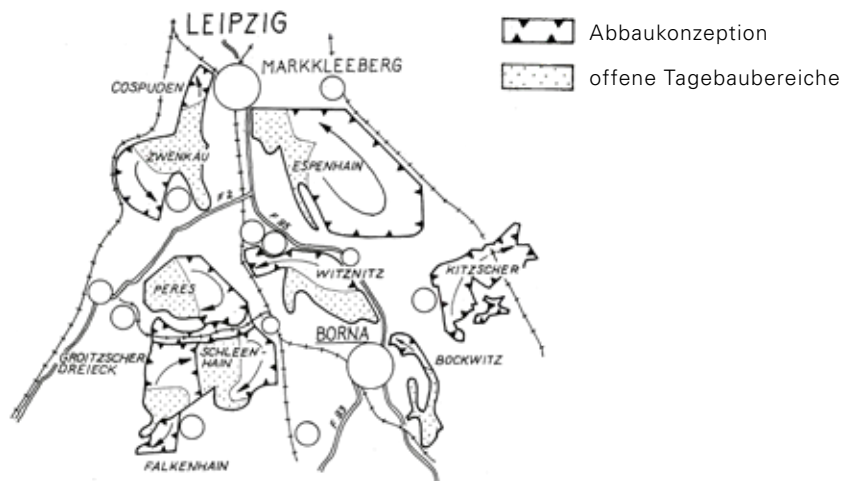 LEIPZIG
MARKKLEEBERG
COSPUDEN
ZWENKAU
ESPENHAIN
F 2
F 95
KITZSCHER
WITZNITZ
PERES
BORNA
GROITZSCHER
DREIECK
SCHLEEN-
HAIN
BOCKWITZ
FALKENHAIN
Abbaukonzeption
offene Tagebaubereiche